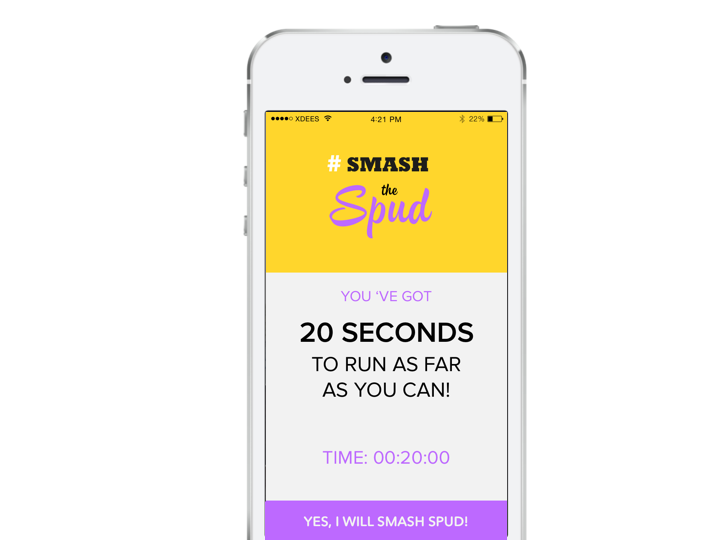 XDEES 4:21 PM 22%
# SMASH
the
Spud
YOU ‘VE GOT
20 SECONDS
TO RUN AS FAR
AS YOU CAN!
TIME: 00:20:00
YES, I WILL SMASH SPUD!